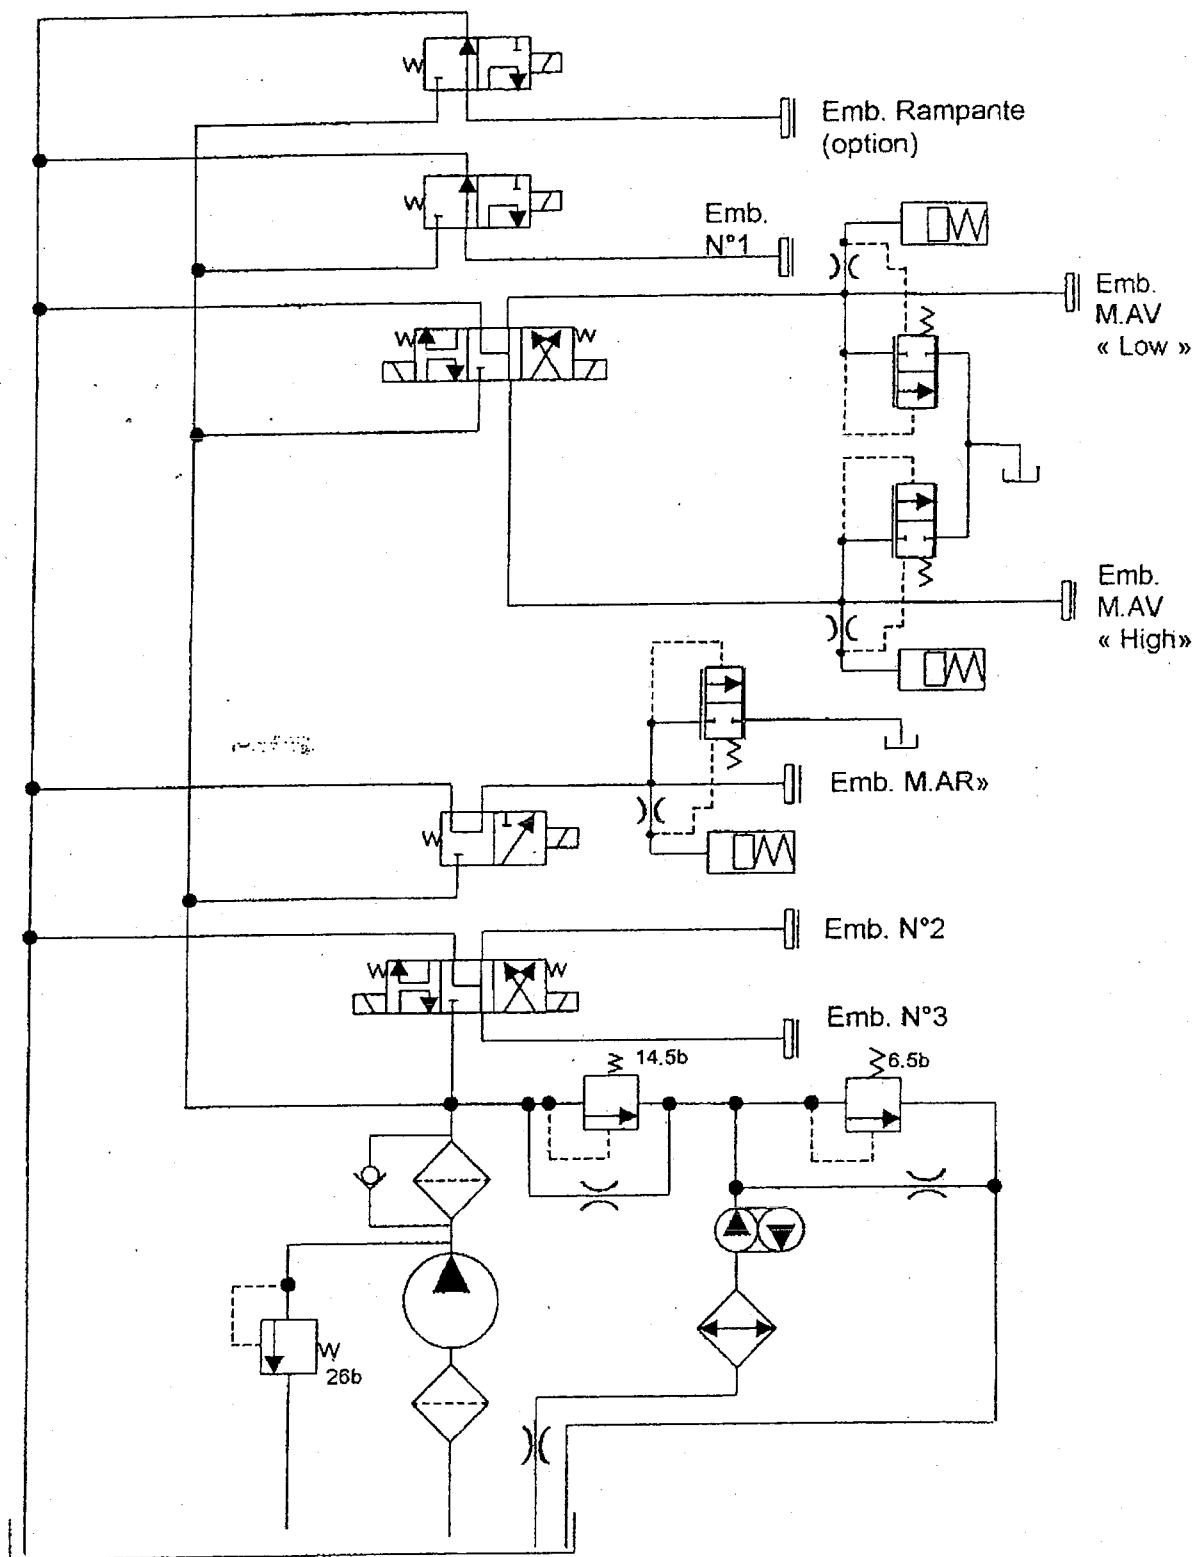 Emb. Rampante
(option)
Emb.
N°1
Emb.
M.AV
« Low »
Emb.
M.AV
« High»
Emb. M.AR»
Emb. N°2
Emb. N°3
14.5b
6.5b
26b